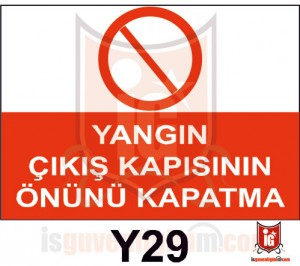 YANGIN
ÇIKIŞ KAPISININ
ÖNÜNÜ KAPATMA
Y29